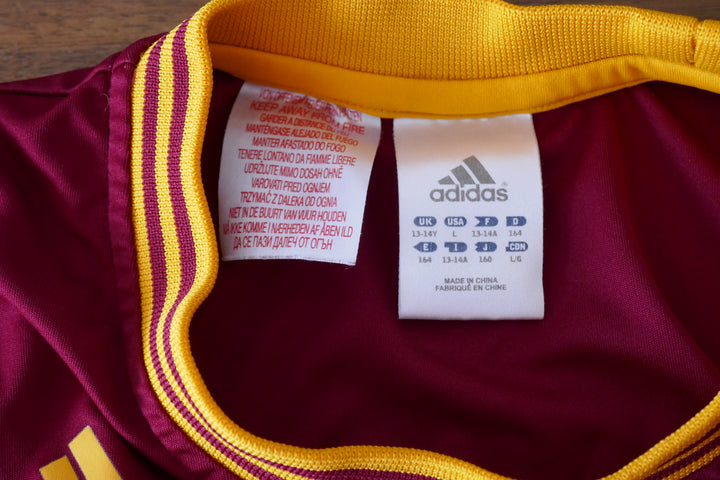 KEEP AWAY FROM FIRE
GARDER A DISTANCE DU FEU
MANTÉNGASE ALEJADO DEL FUEGO
MANTER AFASTADO DO FOGO
TENERE LONTANO DA FIAMME LIBERE
UDRŽUJTE MIMO DOSAH OHNĚ
VAROVATI PRED OGNJEM
TRZYMAĆ Z DALEKA OD OGNIA
NIET IN DE BUURT VAN VUUR HOUDEN
MÅ IKKE KOMME I NÆRHEDEN AF ÅBEN ILD
ДА СЕ ПАЗИ ДАЛЕЧ ОТ ОГЪН
adidas®
UK USA F D
13-14Y L 13-14A 164
E I J CDN
164 13-14A 160 L/G
MADE IN CHINA
FABRIQUÉ EN CHINE